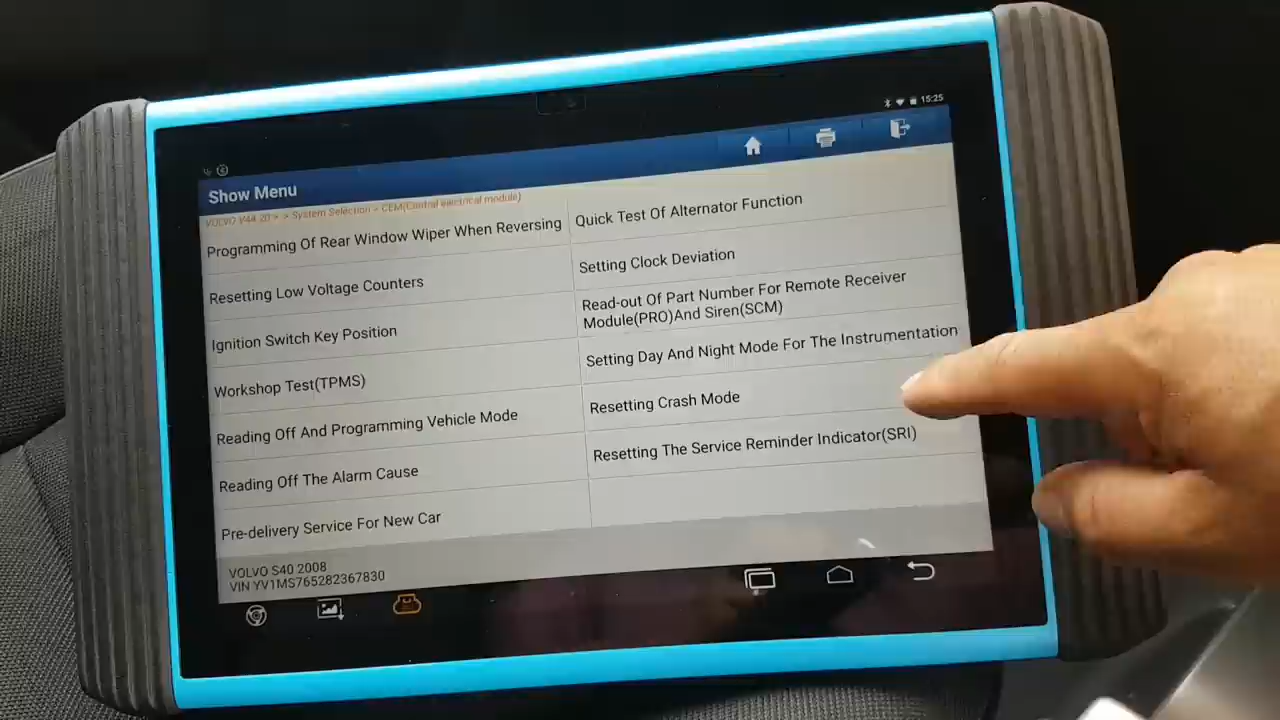 15:25
Show Menu
VOLVO V44.20 > > System Selection > CEM(Central electrical module)
Programming Of Rear Window Wiper When Reversing
Resetting Low Voltage Counters
Ignition Switch Key Position
Workshop Test(TPMS)
Reading Off And Programming Vehicle Mode
Reading Off The Alarm Cause
Pre-delivery Service For New Car
Quick Test Of Alternator Function
Setting Clock Deviation
Read-out Of Part Number For Remote Receiver
Module(PRO)And Siren(SCM)
Setting Day And Night Mode For The Instrumentation
Resetting Crash Mode
Resetting The Service Reminder Indicator(SRI)
VOLVO S40 2008
VIN YV1MS765282367830